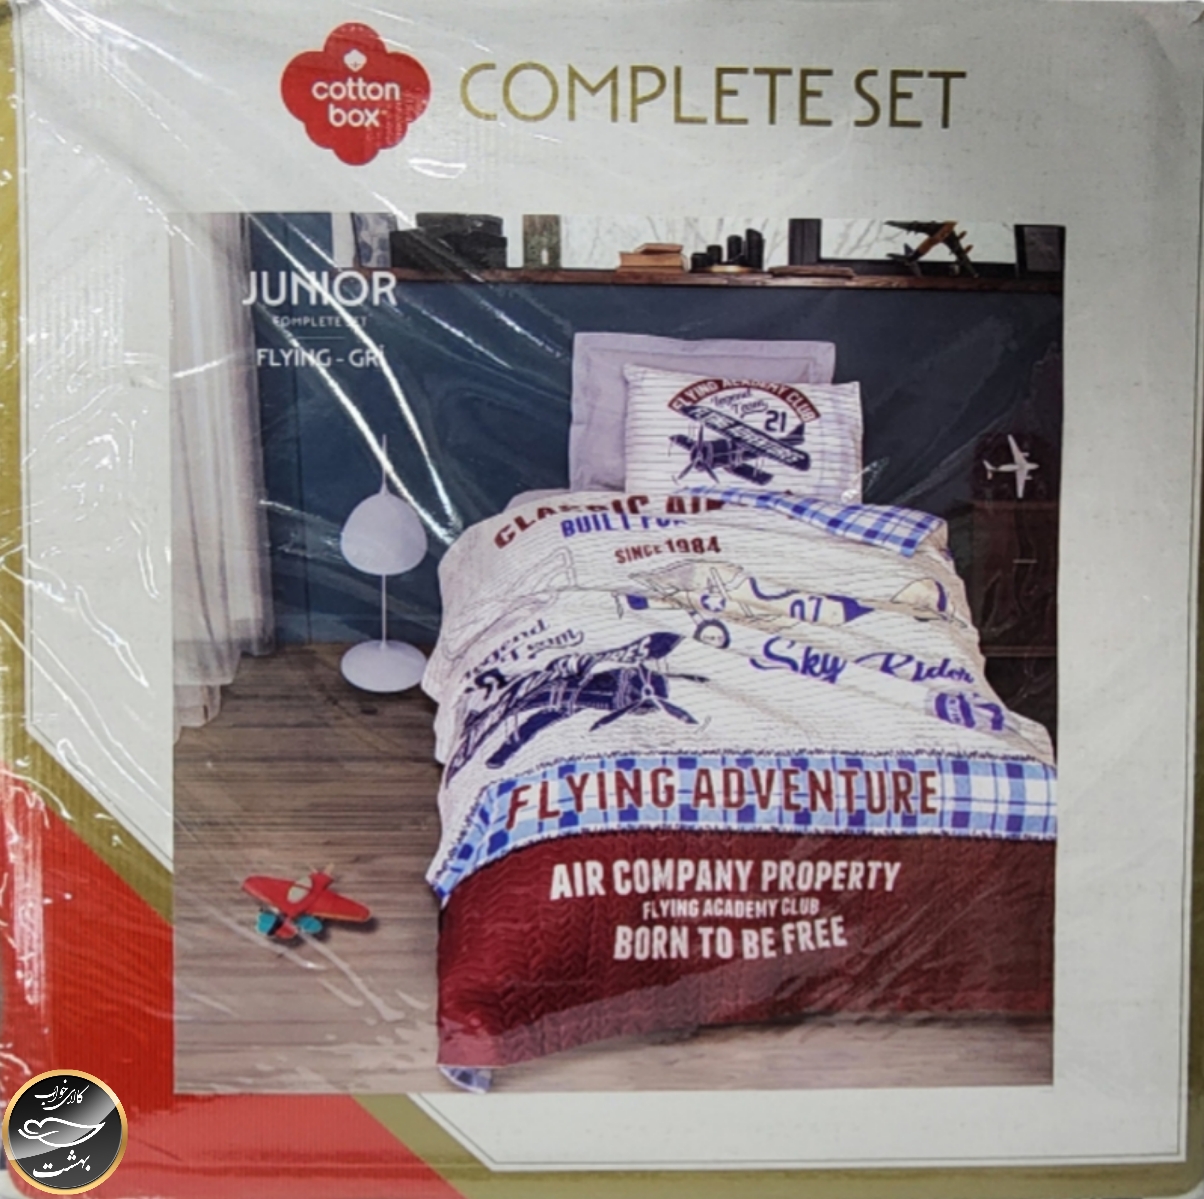 cotton
box
COMPLETE SET
JUNIOR
COMPLETE SET
FLYING - GRİ
FLYING ACADEMY CLUB
Legend
21
CLASSIC AIR
BUILT FOR
SINCE 1984
07
Sky Rider
07
FLYING ADVENTURE
AIR COMPANY PROPERTY
FLYING ACADEMY CLUB
BORN TO BE FREE
کالای خواب
بهشت